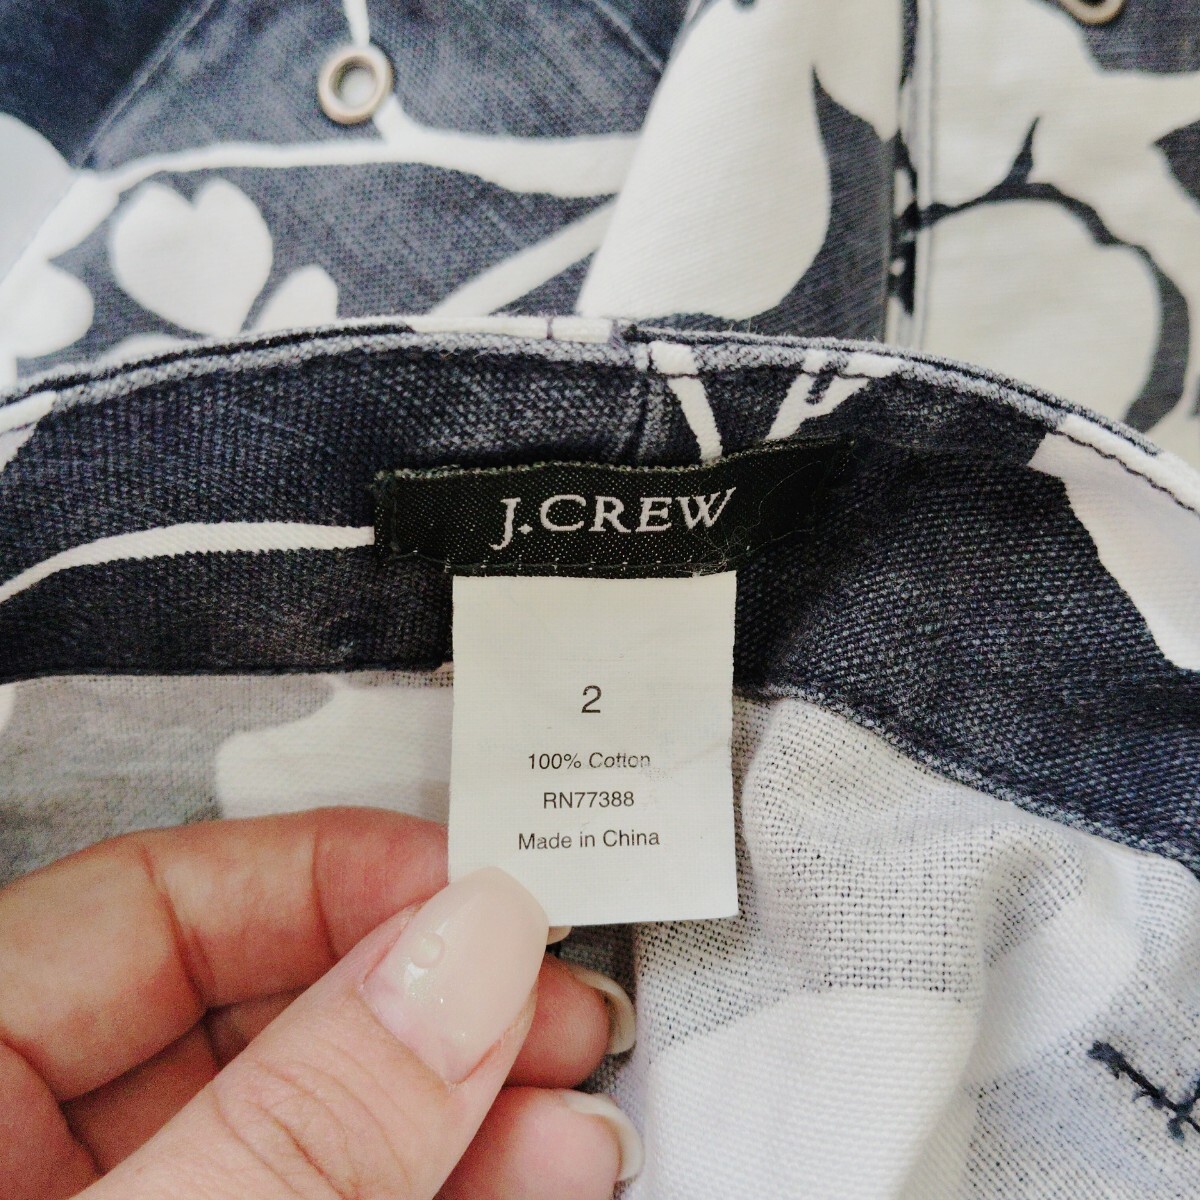 J.CREW
2
100% Cotton
RN77388
Made in China